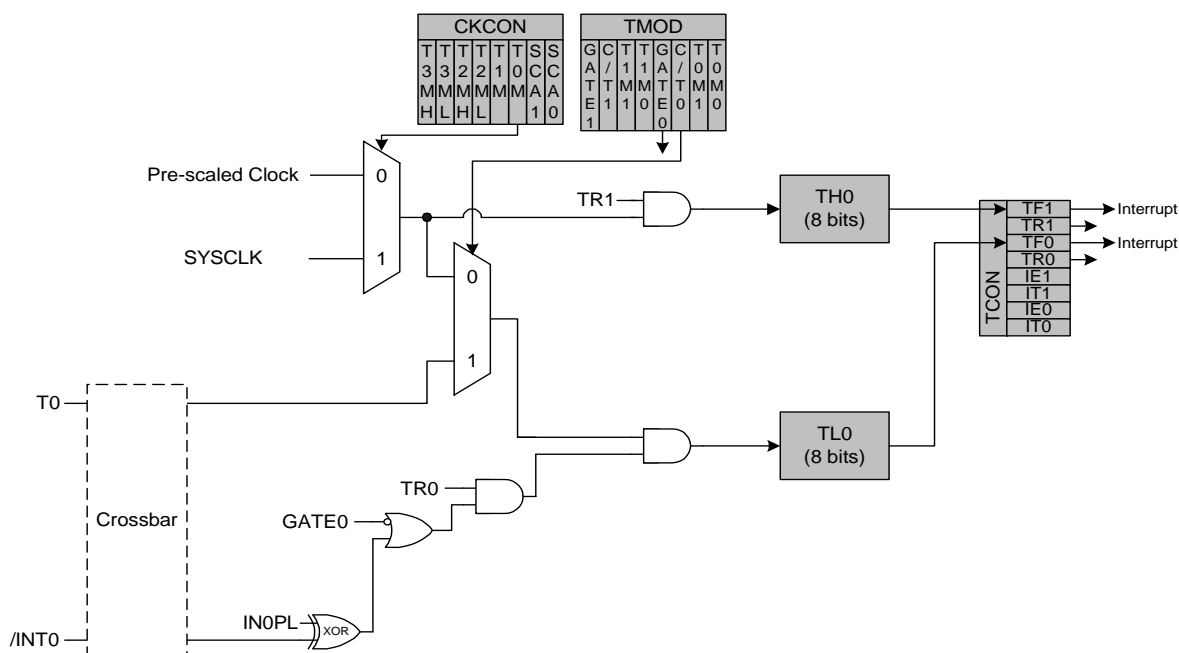 CKCON
T3MH
T3ML
T2MH
T2ML
T1M
T0M
SCA1
SCA0
TMOD
GATE1
C/T1
T1M1
T1M0
GATE0
C/T0
T0M1
T0M0
Pre-scaled Clock
0
SYSCLK
1
TR1
TH0
(8 bits)
TCON
TF1
TR1
TF0
TR0
IE1
IT1
IE0
IT0
Interrupt
Interrupt
0
1
T0
Crossbar
TL0
(8 bits)
TR0
GATE0
IN0PL
XOR
/INT0